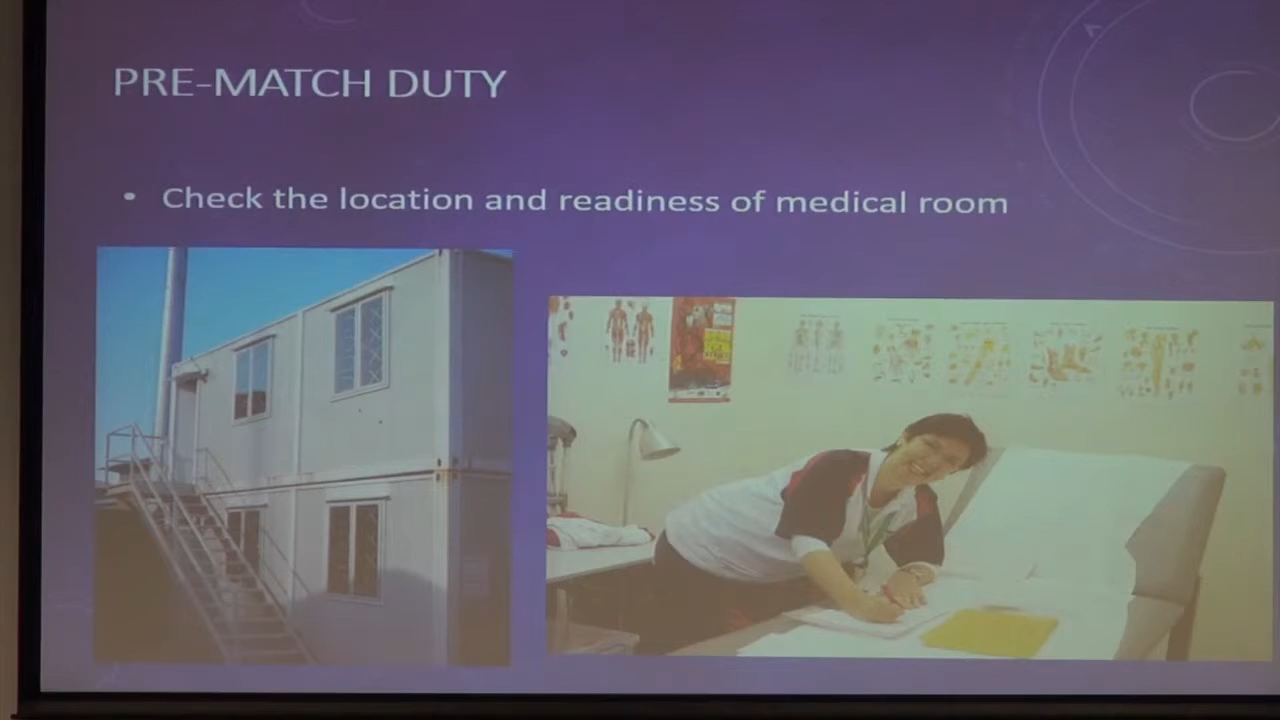 PRE-MATCH DUTY
• Check the location and readiness of medical room